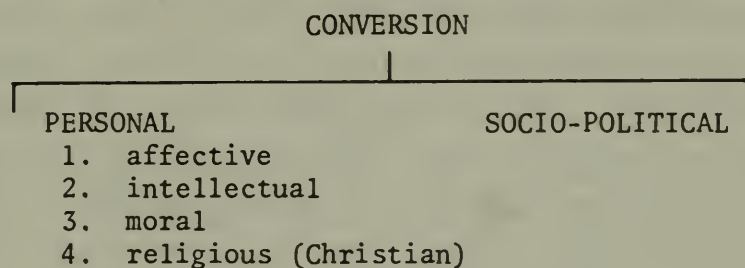 CONVERSION
PERSONAL SOCIO-POLITICAL
1. affective
2. intellectual
3. moral
4. religious (Christian)